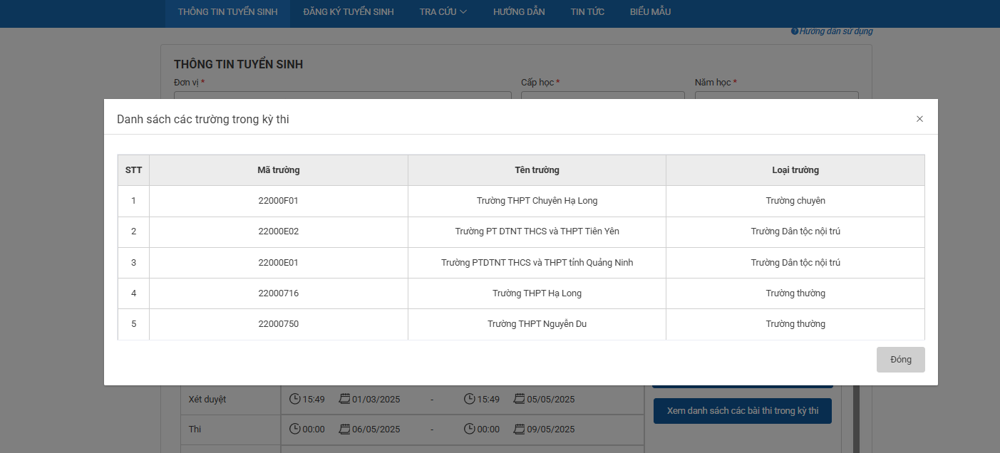 THÔNG TIN TUYỂN SINH ĐĂNG KÝ TUYỂN SINH TRA CỨU HƯỚNG DẪN TIN TỨC BIỂU MẪU
Hướng dẫn sử dụng
THÔNG TIN TUYỂN SINH
Đơn vị * Cấp học * Năm học *
Danh sách các trường trong kỳ thi ×
STT Mã trường Tên trường Loại trường
1 22000F01 Trường THPT Chuyên Hạ Long Trường chuyên
2 22000E02 Trường PT DTNT THCS và THPT Tiên Yên Trường Dân tộc nội trú
3 22000E01 Trường PTDTNT THCS và THPT tỉnh Quảng Ninh Trường Dân tộc nội trú
4 22000716 Trường THPT Hạ Long Trường thường
5 22000750 Trường THPT Nguyễn Du Trường thường
Đóng
Xét duyệt 15:49 01/03/2025 - 15:49 05/05/2025
Xem danh sách các bài thi trong kỳ thi
Thi 00:00 06/05/2025 - 00:00 09/05/2025